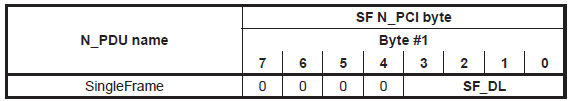 SF N_PCI byte
N_PDU name
Byte #1
7 6 5 4 3 2 1 0
SingleFrame 0 0 0 0 SF_DL